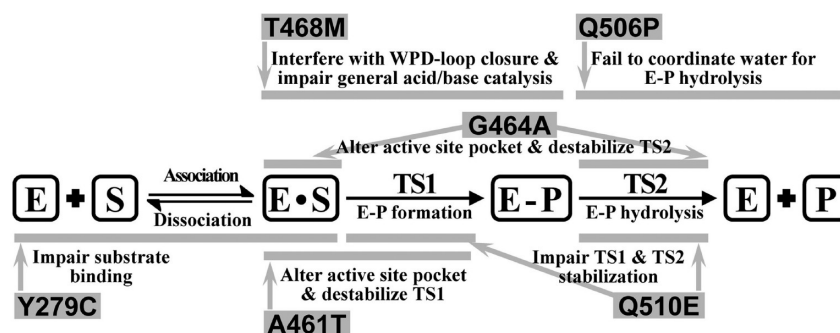 T468M
Q506P
Interfere with WPD-loop closure &
impair general acid/base catalysis
Fail to coordinate water for
E-P hydrolysis
G464A
Alter active site pocket & destabilize TS2
E + S
Association
Dissociation
E • S
TS1
E-P formation
E - P
TS2
E-P hydrolysis
E + P
Impair substrate
binding
Y279C
Alter active site pocket
& destabilize TS1
A461T
Impair TS1 & TS2
stabilization
Q510E